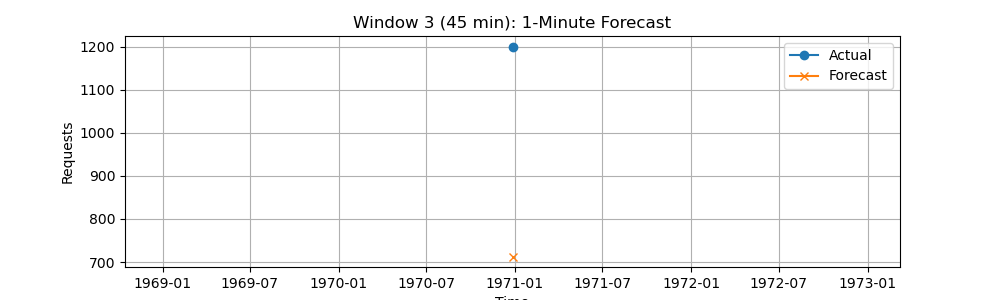 Window 3 (45 min): 1-Minute Forecast
Requests
1200
1100
1000
900
800
700
Actual
Forecast
1969-01 1969-07 1970-01 1970-07 1971-01 1971-07 1972-01 1972-07 1973-01
Time